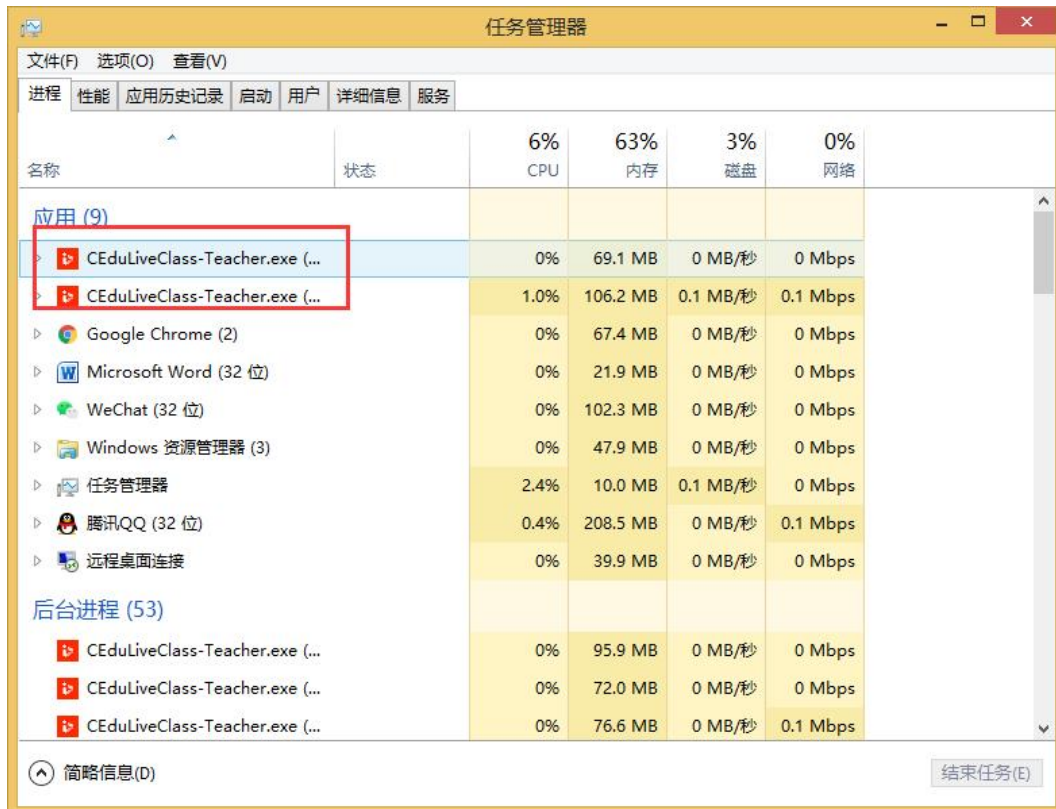 任务管理器
文件(F) 选项(O) 查看(V)
进程 性能 应用历史记录 启动 用户 详细信息 服务
6% 63% 3% 0%
名称 状态 CPU 内存 磁盘 网络
应用 (9)
CEduLiveClass-Teacher.exe (... 0% 69.1 MB 0 MB/秒 0 Mbps
CEduLiveClass-Teacher.exe (... 1.0% 106.2 MB 0.1 MB/秒 0.1 Mbps
Google Chrome (2) 0% 67.4 MB 0 MB/秒 0 Mbps
Microsoft Word (32 位) 0% 21.9 MB 0 MB/秒 0 Mbps
WeChat (32 位) 0% 102.3 MB 0 MB/秒 0 Mbps
Windows 资源管理器 (3) 0% 47.9 MB 0 MB/秒 0 Mbps
任务管理器 2.4% 10.0 MB 0.1 MB/秒 0 Mbps
腾讯QQ (32 位) 0.4% 208.5 MB 0 MB/秒 0.1 Mbps
远程桌面连接 0% 39.9 MB 0 MB/秒 0 Mbps
后台进程 (53)
CEduLiveClass-Teacher.exe (... 0% 95.9 MB 0 MB/秒 0 Mbps
CEduLiveClass-Teacher.exe (... 0% 72.0 MB 0 MB/秒 0 Mbps
CEduLiveClass-Teacher.exe (... 0% 76.6 MB 0 MB/秒 0.1 Mbps
简略信息(D) 结束任务(E)